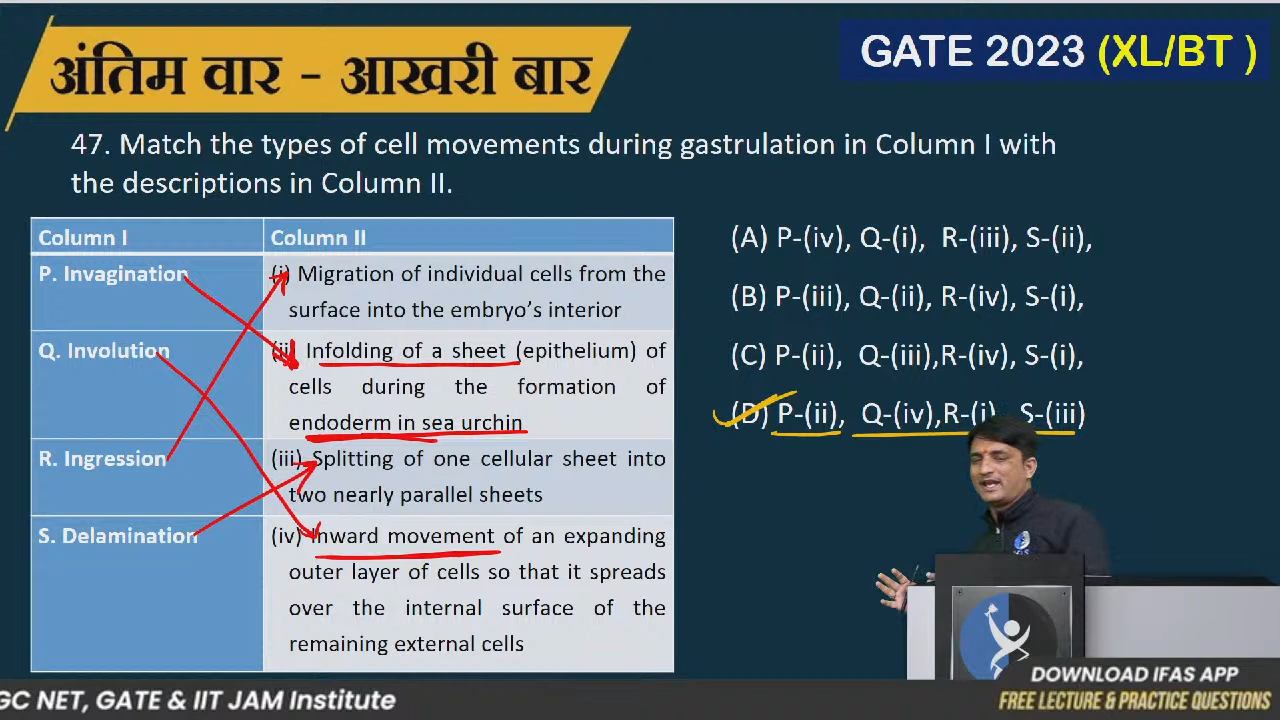 अंतिम वार - आखरी बार
GATE 2023 (XL/BT )
47. Match the types of cell movements during gastrulation in Column I with
the descriptions in Column II.
Column I
Column II
P. Invagination
(i) Migration of individual cells from the
surface into the embryo's interior
Q. Involution
(ii) Infolding of a sheet (epithelium) of
cells during the formation of
endoderm in sea urchin
R. Ingression
(iii) Splitting of one cellular sheet into
two nearly parallel sheets
S. Delamination
(iv) Inward movement of an expanding
outer layer of cells so that it spreads
over the internal surface of the
remaining external cells
(A) P-(iv), Q-(i), R-(iii), S-(ii),
(B) P-(iii), Q-(ii), R-(iv), S-(i),
(C) P-(ii), Q-(iii),R-(iv), S-(i),
(D) P-(ii), Q-(iv),R-(i), S-(iii)
DOWNLOAD IFAS APP
FREE LECTURE & PRACTICE QUESTIONS
GC NET, GATE & IIT JAM Institute